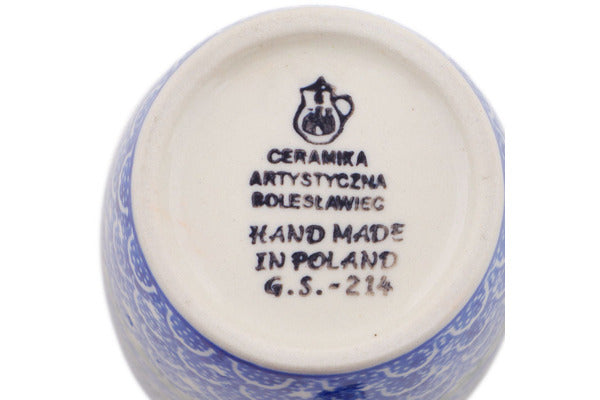 CERAMIKA
ARTYSTYCZNA
BOLESŁAWIEC
HAND MADE
IN POLAND
G.S.-214